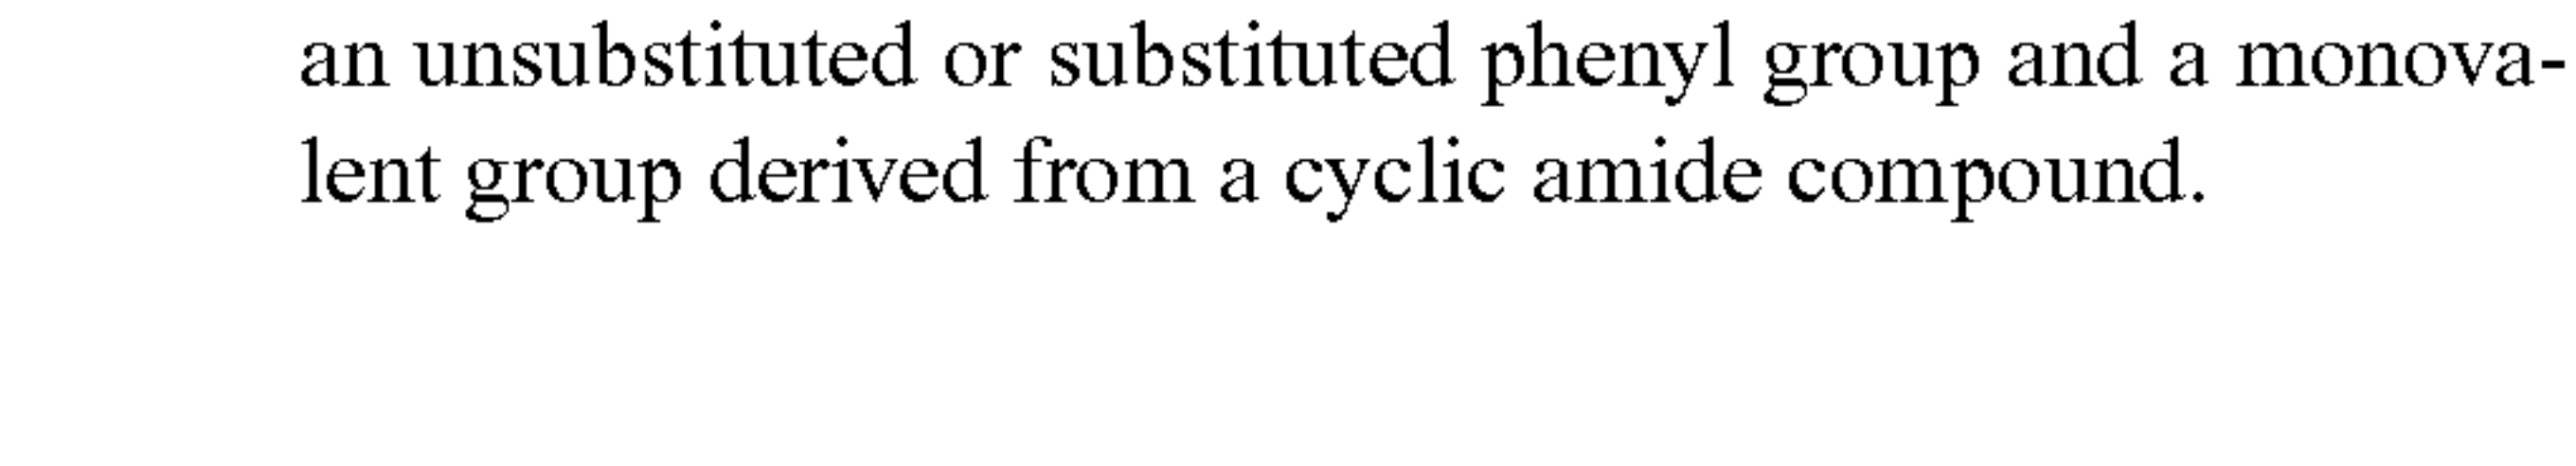 an unsubstituted or substituted phenyl group and a monova-
lent group derived from a cyclic amide compound.